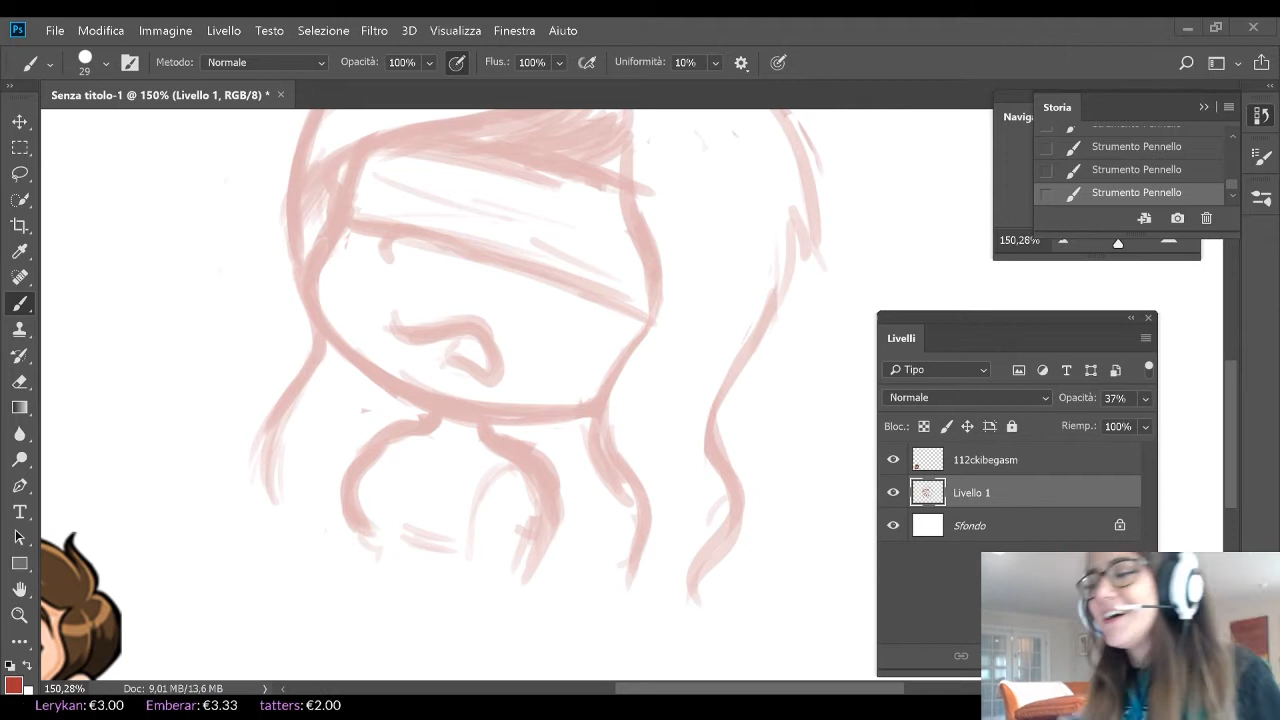 Ps File Modifica Immagine Livello Testo Selezione Filtro 3D Visualizza Finestra Aiuto
29 Metodo: Normale Opacità: 100% Flus.: 100% Uniformità: 10%
Senza titolo-1 @ 150% (Livello 1, RGB/8) *
Storia
Naviga
Strumento Pennello
Strumento Pennello
Strumento Pennello
Strumento Pennello
150,28%
Livelli
Tipo
Normale Opacità: 37%
Bloc.: Riemp.: 100%
112ckibegasm
Livello 1
Sfondo
150,28% Doc: 9,01 MB/13,6 MB
Lerykan: €3.00 Emberar: €3.33 tatters: €2.00